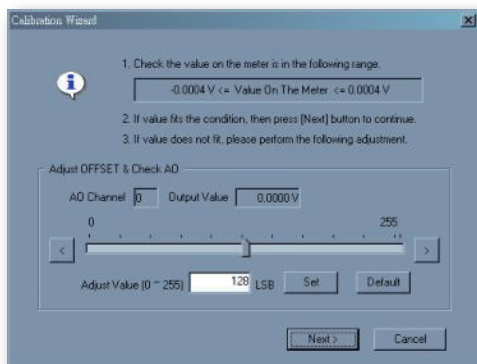 Calibration Wizard
1. Check the value on the meter is in the following range.
-0.0004 V <= Value On The Meter <= 0.0004 V
2. If value fits the condition, then press [Next] button to continue.
3. If value does not fit, please perform the following adjustment.
Adjust OFFSET & Check AO
AO Channel 0 Output Value 0.0000 V
0 255
< >
Adjust Value (0 ~ 255) 128 LSB Set Default
Next > Cancel